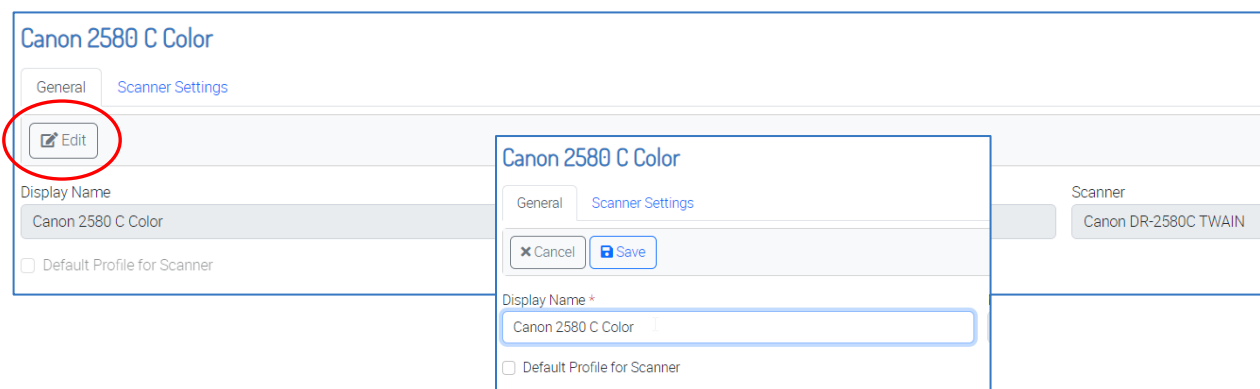 Canon 2580 C Color
General Scanner Settings
Edit
Display Name
Canon 2580 C Color
Default Profile for Scanner
Scanner
Canon DR-2580C TWAIN
Canon 2580 C Color
General Scanner Settings
Cancel Save
Display Name *
Canon 2580 C Color
Default Profile for Scanner